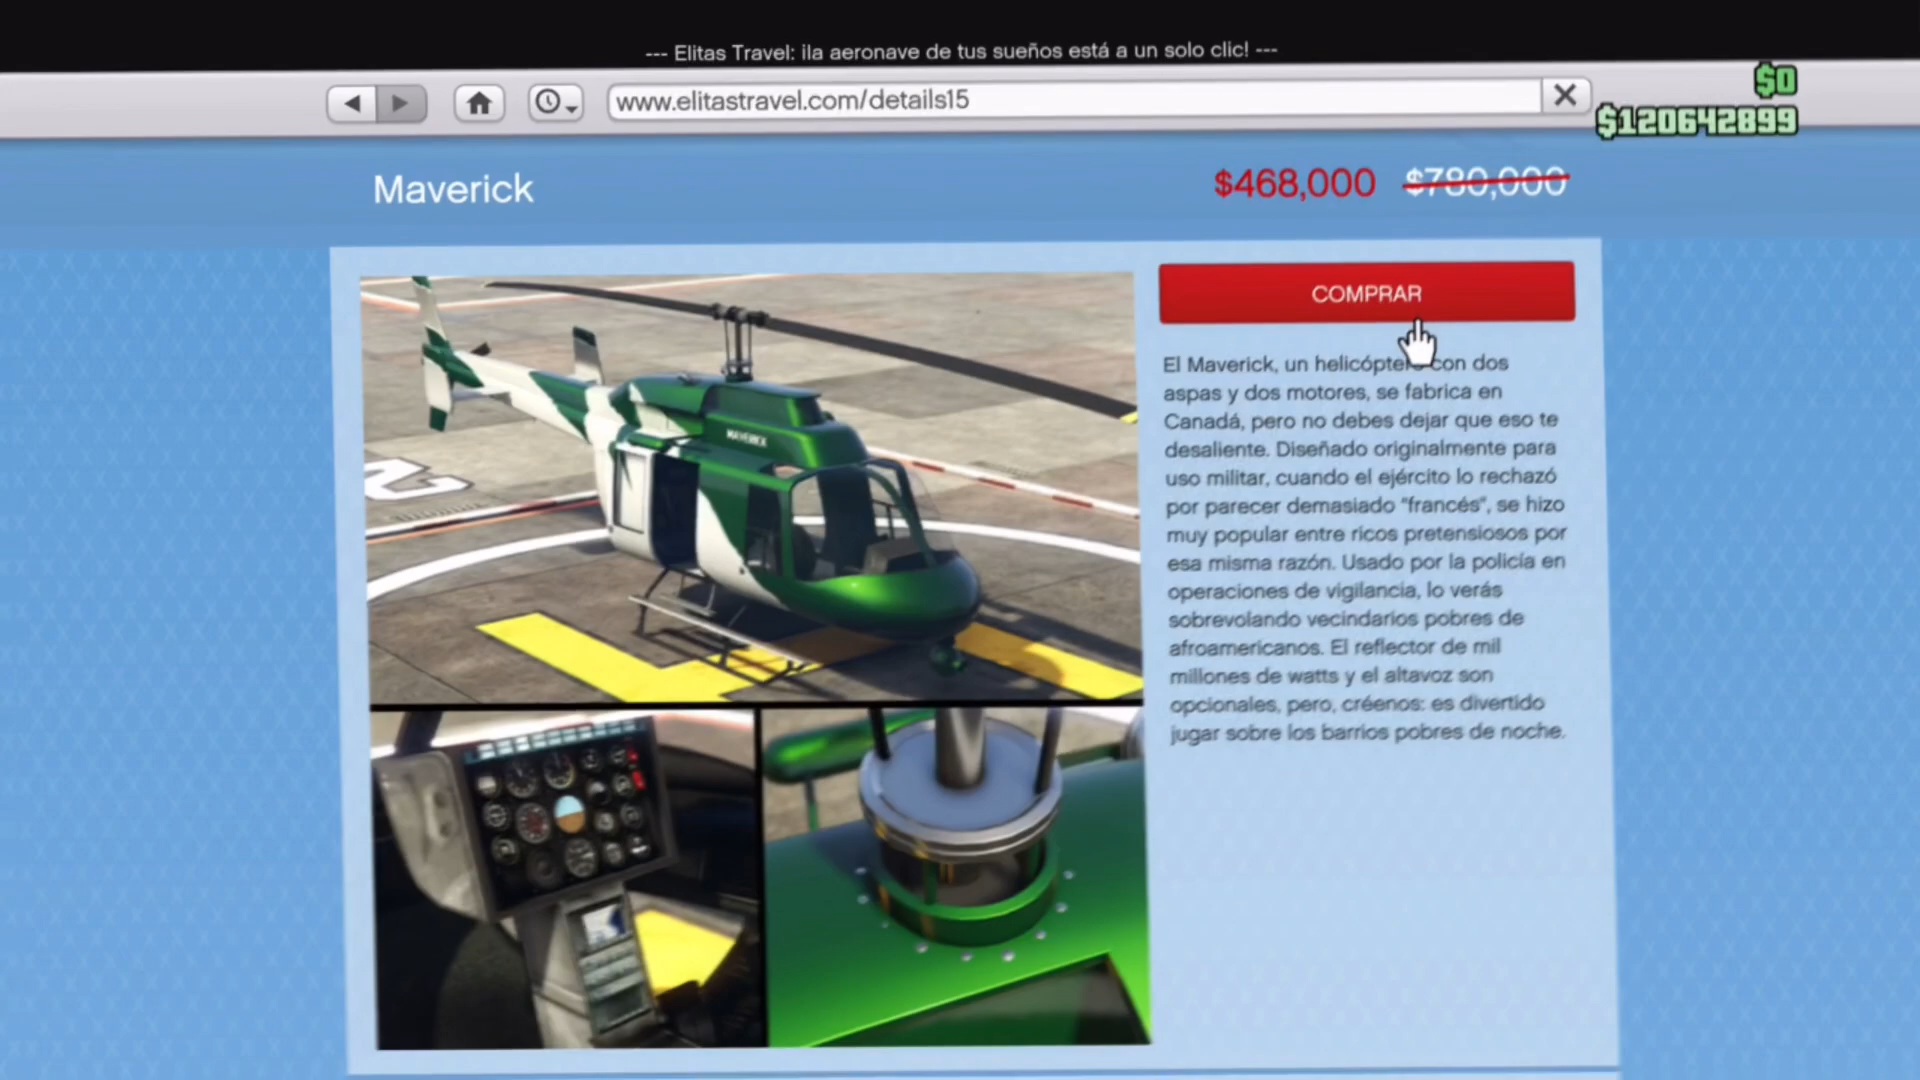 --- Elitas Travel: ¡la aeronave de tus sueños está a un solo clic! ---
www.elitastravel.com/details15
$0
$120642899
Maverick
$468,000 $780,000
COMPRAR
El Maverick, un helicóptero con dos
aspas y dos motores, se fabrica en
Canadá, pero no debes dejar que eso te
desaliente. Diseñado originalmente para
uso militar, cuando el ejército lo rechazó
por parecer demasiado "francés", se hizo
muy popular entre ricos pretensiosos por
esa misma razón. Usado por la policía en
operaciones de vigilancia, lo verás
sobrevolando vecindarios pobres de
afroamericanos. El reflector de mil
millones de watts y el altavoz son
opcionales, pero, créenos: es divertido
jugar sobre los barrios pobres de noche.
MAVERICK
2